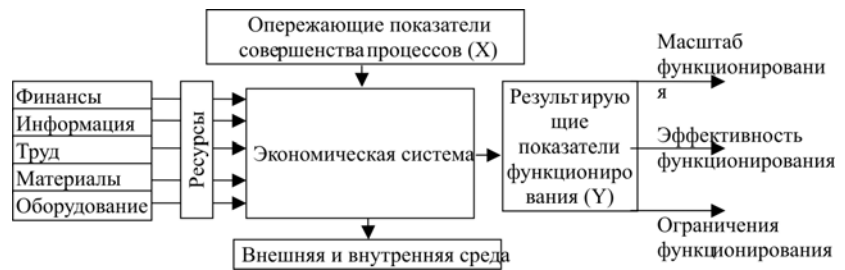 Опережающие показатели
совершенства процессов (X)
Финансы
Информация
Труд
Материалы
Оборудование
Ресурсы
Экономическая система
Результирую
щие
показатели
функциониро
вания (Y)
Масштаб
функционировани
я
Эффективность
функционирования
Ограничения
функционирования
Внешняя и внутренняя среда